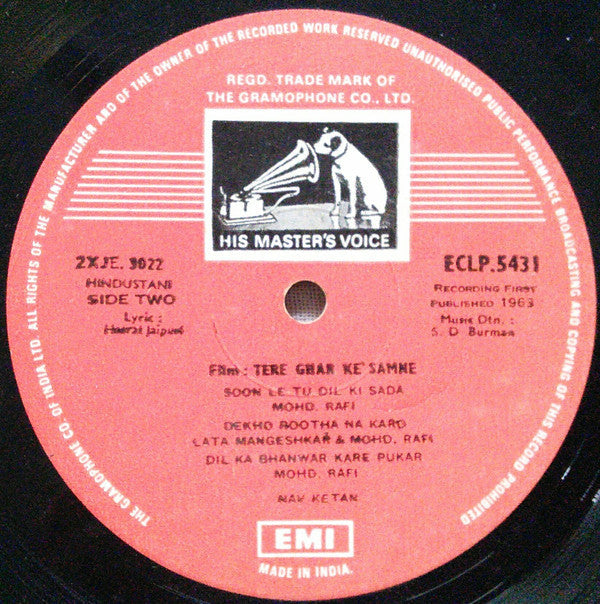 THE GRAMOPHONE CO. OF INDIA LTD. ALL RIGHTS OF THE MANUFACTURER AND OF THE OWNER OF THE RECORDED WORK RESERVED UNAUTHORISED PUBLIC PERFORMANCE BROADCASTING AND COPYING OF THIS RECORD PROHIBITED
REGD. TRADE MARK OF
THE GRAMOPHONE CO., LTD.
HIS MASTER'S VOICE
2XJE. 3022
ECLP.5431
HINDUSTANI
SIDE TWO
RECORDING FIRST
PUBLISHED 1963
Lyric :
Hasrat Jaipuri
Music Dtn. :
S. D Burman
Film : TERE GHAR KE SAMNE
SOON LE TU DIL KI SADA
MOHD. RAFI
DEKHO ROOTHA NA KARO
LATA MANGESHKAR & MOHD. RAFI
DIL KA BHANWAR KARE PUKAR
MOHD. RAFI
NAV KETAN
EMI
MADE IN INDIA.